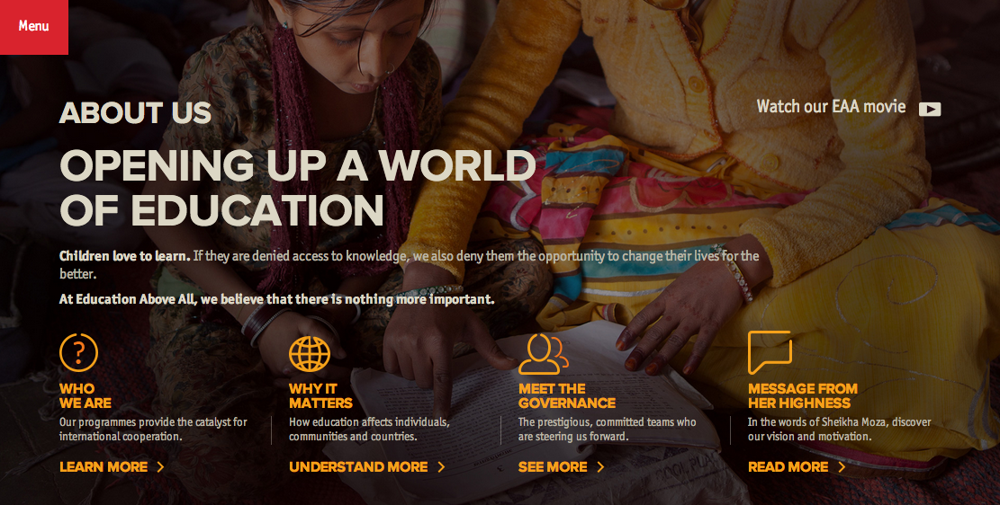 Menu
ABOUT US
Watch our EAA movie
OPENING UP A WORLD
OF EDUCATION
Children love to learn. If they are denied access to knowledge, we also deny them the opportunity to change their lives for the
better.
At Education Above All, we believe that there is nothing more important.
WHO
WE ARE
Our programmes provide the catalyst for
international cooperation.
LEARN MORE
WHY IT
MATTERS
How education affects individuals,
communities and countries.
UNDERSTAND MORE
MEET THE
GOVERNANCE
The prestigious, committed teams who
are steering us forward.
SEE MORE
MESSAGE FROM
HER HIGHNESS
In the words of Sheikha Moza, discover
our vision and motivation.
READ MORE